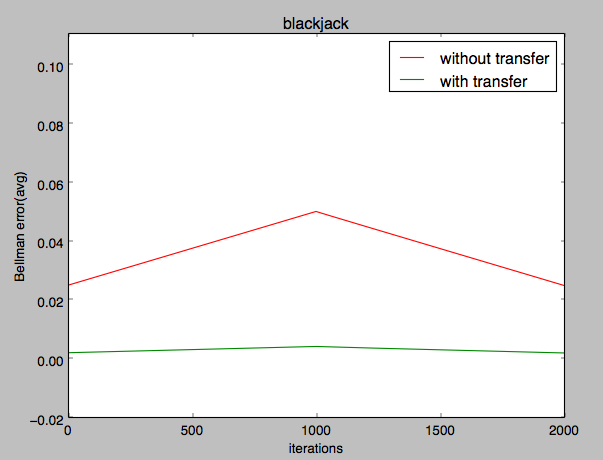 blackjack
without transfer
with transfer
0.10
0.08
0.06
0.04
0.02
0.00
−0.02
Bellman error(avg)
0 500 1000 1500 2000
iterations